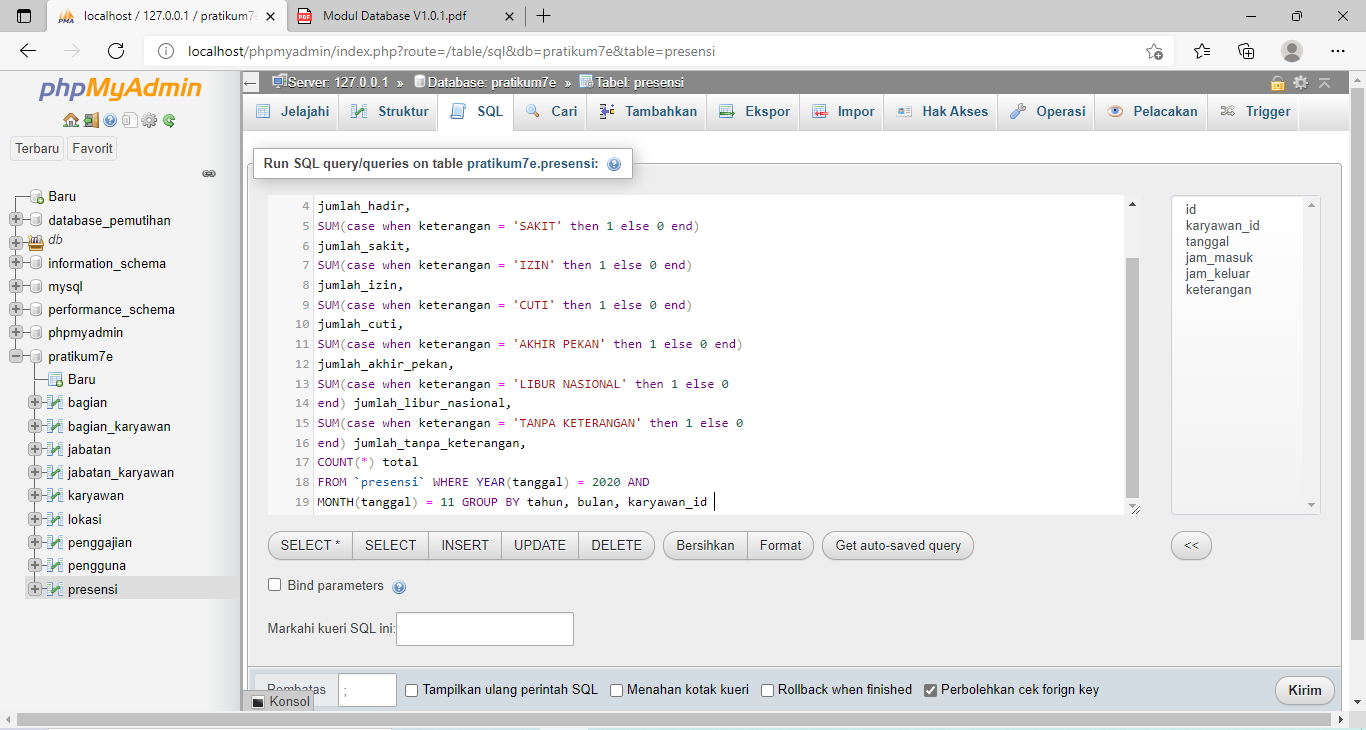 localhost / 127.0.0.1 / pratikum7e
Modul Database V1.0.1.pdf
localhost/phpmyadmin/index.php?route=/table/sql&db=pratikum7e&table=presensi
phpMyAdmin
Terbaru
Favorit
Baru
database_pemutihan
db
information_schema
mysql
performance_schema
phpmyadmin
pratikum7e
Baru
bagian
bagian_karyawan
jabatan
jabatan_karyawan
karyawan
lokasi
penggajian
pengguna
presensi
Server: 127.0.0.1 » Database: pratikum7e » Tabel: presensi
Jelajahi Struktur SQL Cari Tambahkan Ekspor Impor Hak Akses Operasi Pelacakan Trigger
Run SQL query/queries on table pratikum7e.presensi:
4 jumlah_hadir,
5 SUM(case when keterangan = 'SAKIT' then 1 else 0 end)
6 jumlah_sakit,
7 SUM(case when keterangan = 'IZIN' then 1 else 0 end)
8 jumlah_izin,
9 SUM(case when keterangan = 'CUTI' then 1 else 0 end)
10 jumlah_cuti,
11 SUM(case when keterangan = 'AKHIR PEKAN' then 1 else 0 end)
12 jumlah_akhir_pekan,
13 SUM(case when keterangan = 'LIBUR NASIONAL' then 1 else 0
14 end) jumlah_libur_nasional,
15 SUM(case when keterangan = 'TANPA KETERANGAN' then 1 else 0
16 end) jumlah_tanpa_keterangan,
17 COUNT(*) total
18 FROM `presensi` WHERE YEAR(tanggal) = 2020 AND
19 MONTH(tanggal) = 11 GROUP BY tahun, bulan, karyawan_id
id
karyawan_id
tanggal
jam_masuk
jam_keluar
keterangan
SELECT * SELECT INSERT UPDATE DELETE Bersihkan Format Get auto-saved query <<
Bind parameters
Markahi kueri SQL ini:
Pembatas ; Tampilkan ulang perintah SQL Menahan kotak kueri Rollback when finished Perbolehkan cek forign key Kirim
Konsol